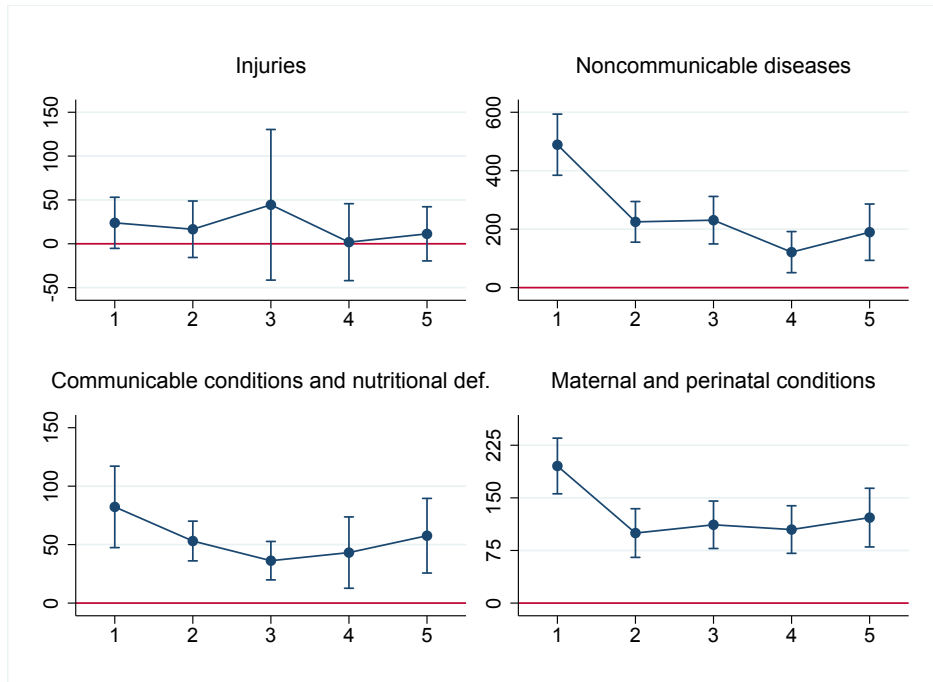 Injuries
150
100
50
0
-50
1 2 3 4 5
Noncommunicable diseases
600
400
200
0
1 2 3 4 5
Communicable conditions and nutritional def.
150
100
50
0
1 2 3 4 5
Maternal and perinatal conditions
225
150
75
0
1 2 3 4 5